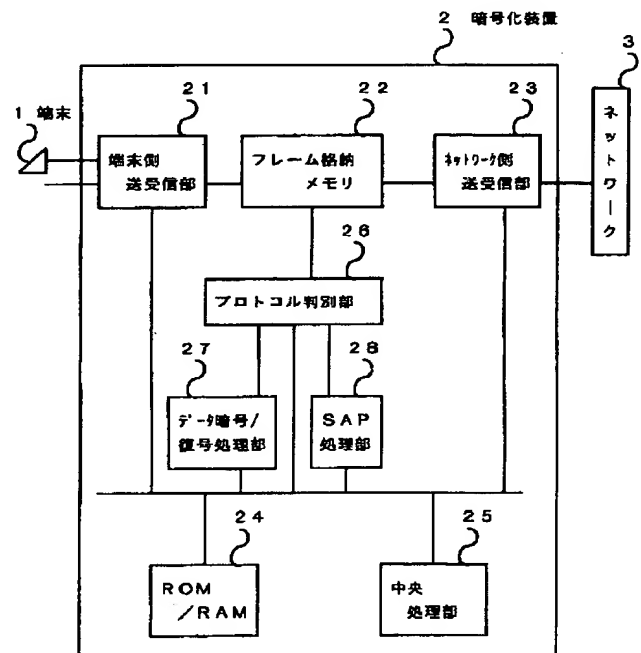 2 暗号化装置
3
21
22
23
1 端末
端末側
送受信部
フレーム格納
メモリ
ネットワーク側
送受信部
ネットワーク
26
プロトコル判別部
27
28
データ暗号/
復号処理部
SAP
処理部
24
25
ROM
/RAM
中央
処理部